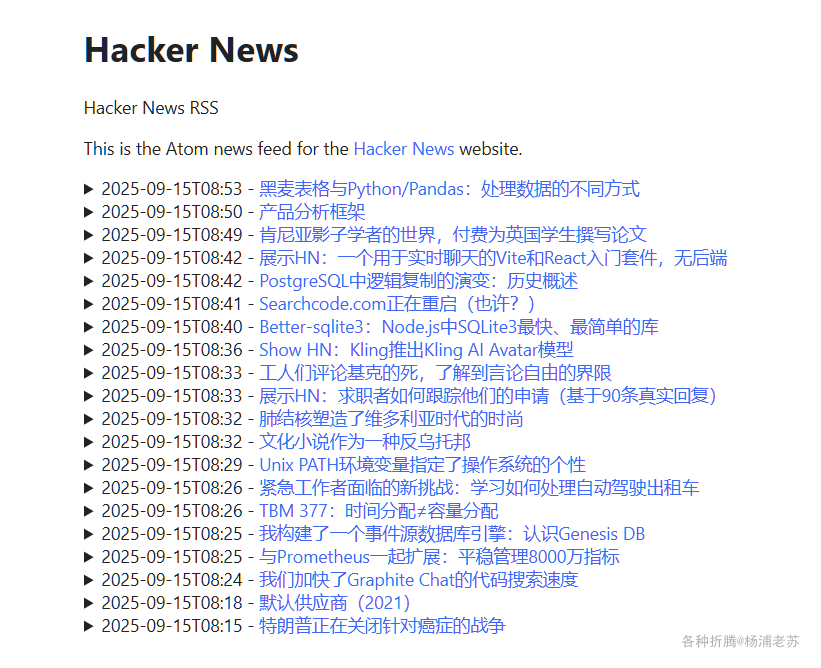 Hacker News
Hacker News RSS
This is the Atom news feed for the Hacker News website.
2025-09-15T08:53 - 黑麦表格与Python/Pandas：处理数据的不同方式
2025-09-15T08:50 - 产品分析框架
2025-09-15T08:49 - 肯尼亚影子学者的世界，付费为英国学生撰写论文
2025-09-15T08:42 - 展示HN：一个用于实时聊天的Vite和React入门套件，无后端
2025-09-15T08:42 - PostgreSQL中逻辑复制的演变：历史概述
2025-09-15T08:41 - Searchcode.com正在重启（也许？）
2025-09-15T08:40 - Better-sqlite3：Node.js中SQLite3最快、最简单的库
2025-09-15T08:36 - Show HN：Kling推出Kling AI Avatar模型
2025-09-15T08:33 - 工人们评论基克的死，了解到言论自由的界限
2025-09-15T08:33 - 展示HN：求职者如何跟踪他们的申请（基于90条真实回复）
2025-09-15T08:32 - 肺结核塑造了维多利亚时代的时尚
2025-09-15T08:32 - 文化小说作为一种反乌托邦
2025-09-15T08:29 - Unix PATH环境变量指定了操作系统的个性
2025-09-15T08:26 - 紧急工作者面临的新挑战：学习如何处理自动驾驶出租车
2025-09-15T08:26 - TBM 377：时间分配≠容量分配
2025-09-15T08:25 - 我构建了一个事件源数据库引擎：认识Genesis DB
2025-09-15T08:25 - 与Prometheus一起扩展：平稳管理8000万指标
2025-09-15T08:24 - 我们加快了Graphite Chat的代码搜索速度
2025-09-15T08:18 - 默认供应商（2021）
2025-09-15T08:15 - 特朗普正在关闭针对癌症的战争
各种折腾@杨浦老苏